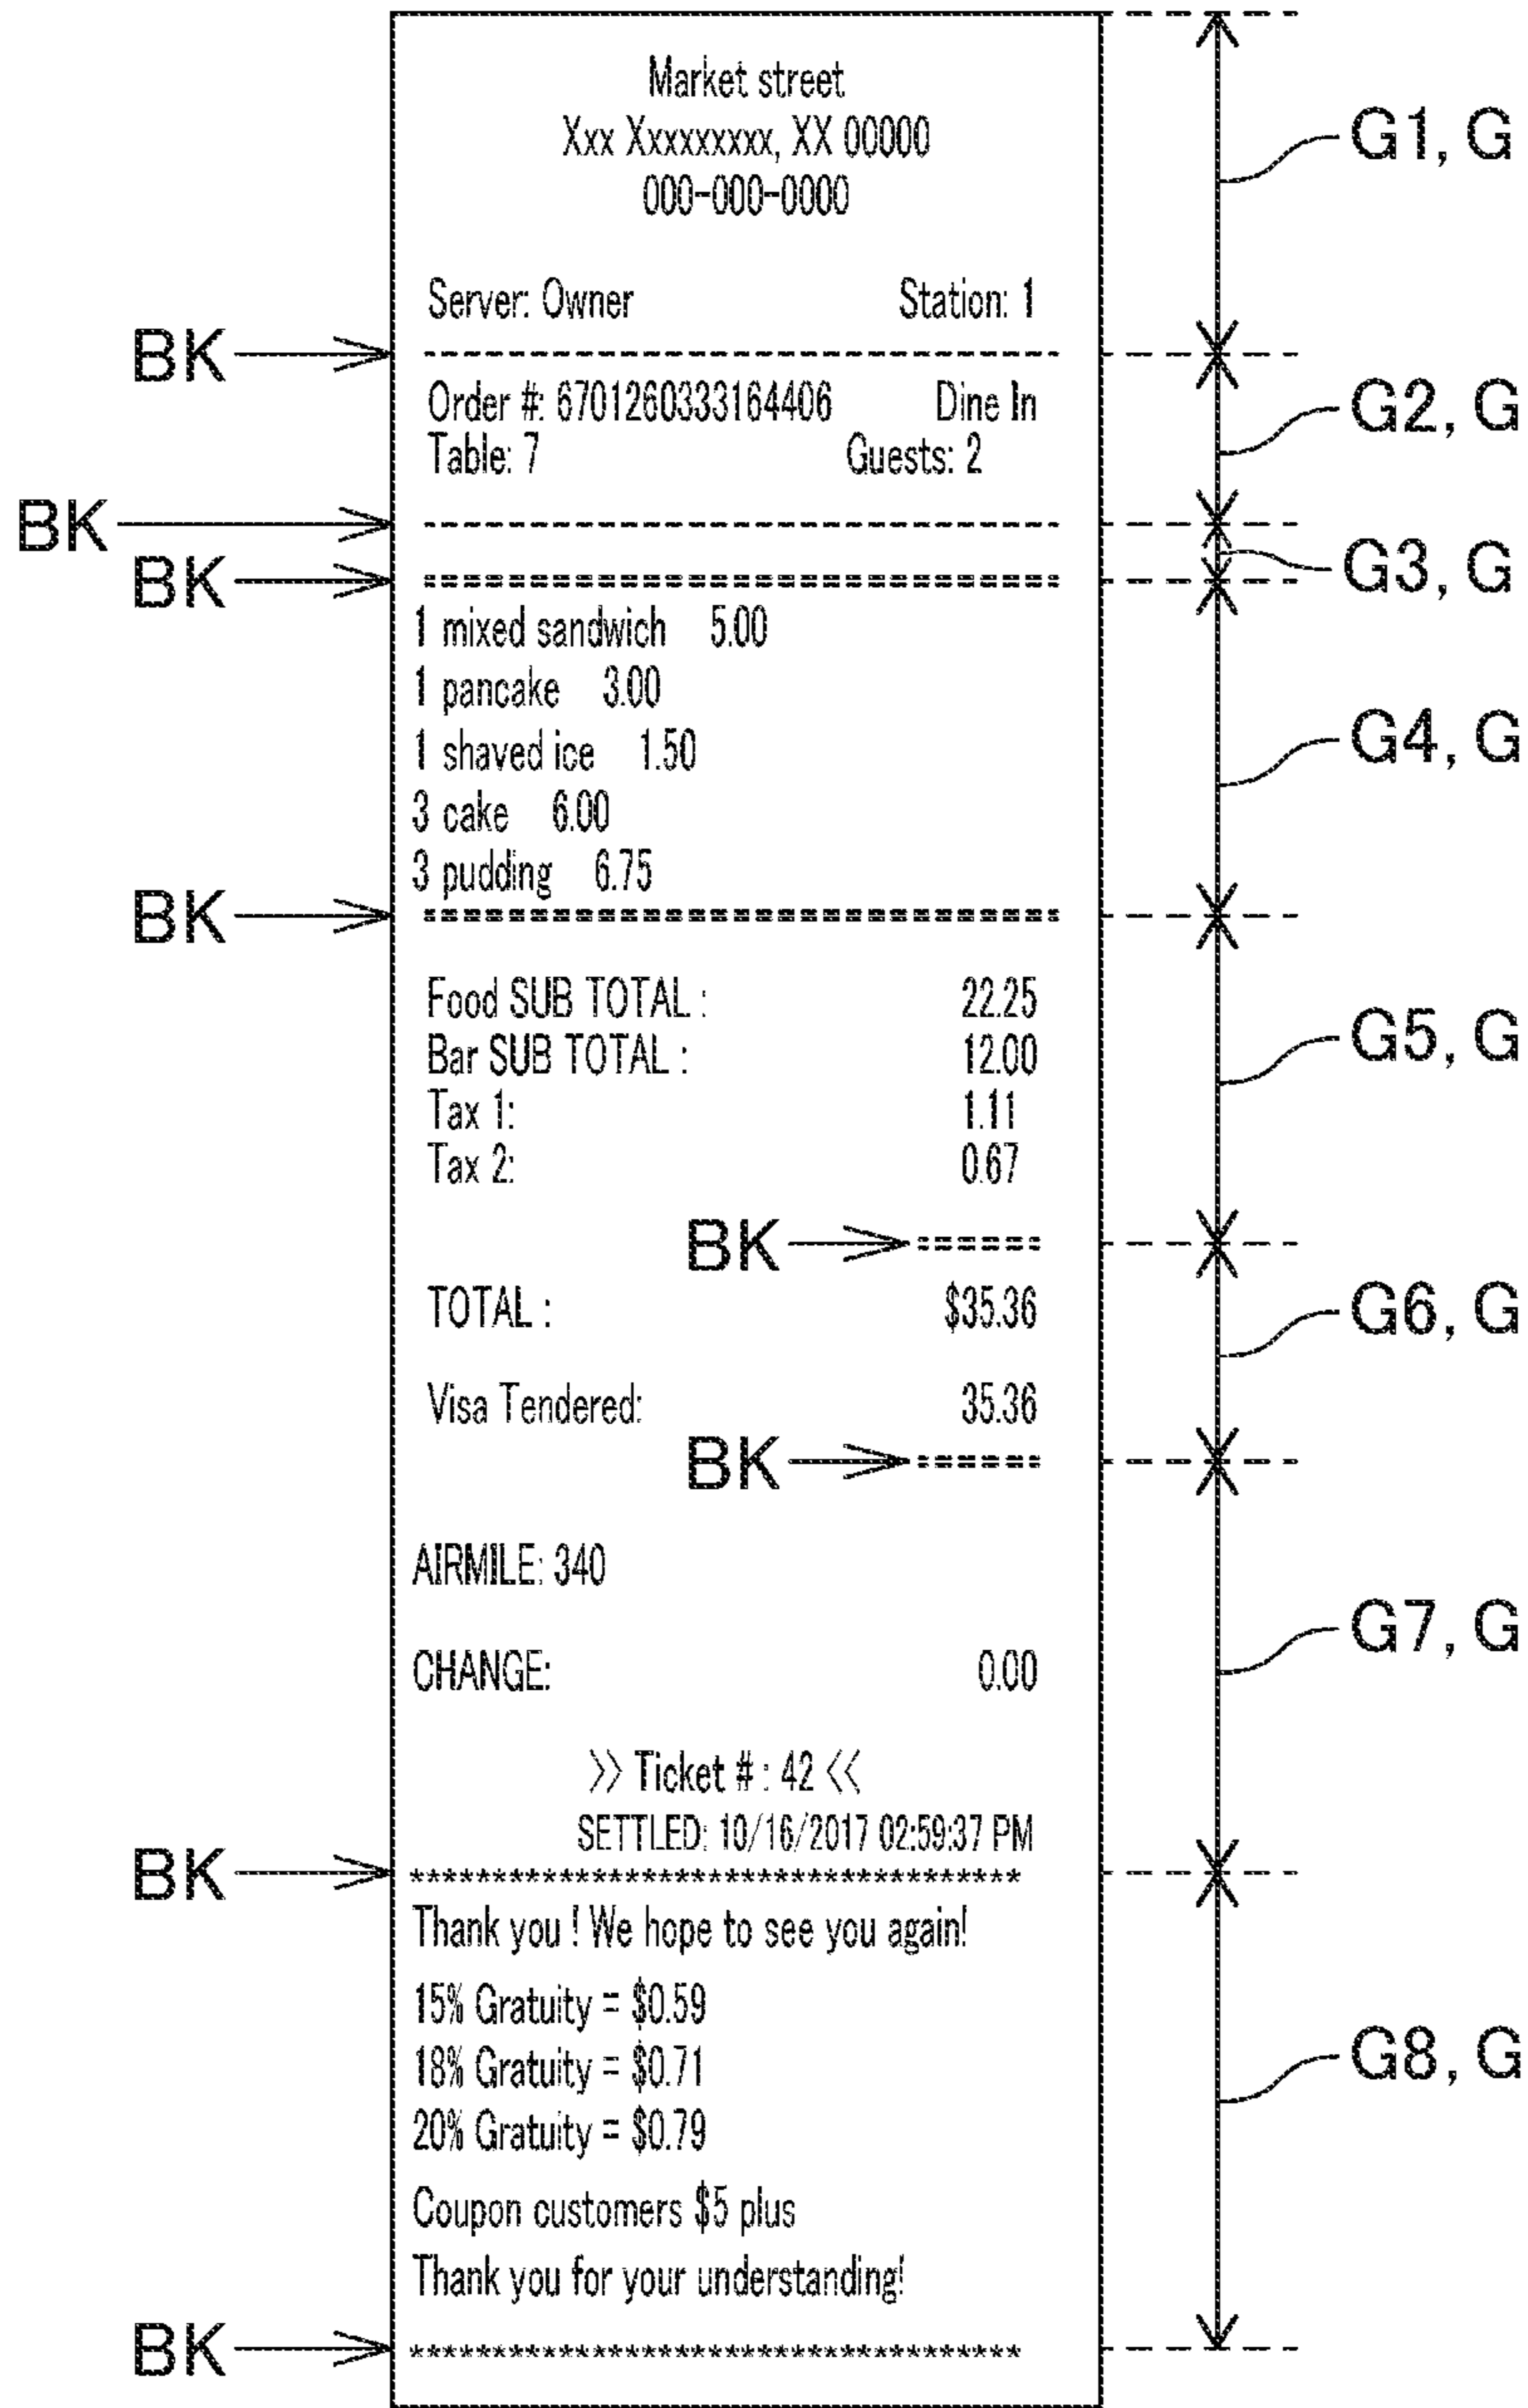 Market street
Xxx Xxxxxxxxx, XX 00000
000-000-0000
G1, G
Server: Owner Station: 1
BK --------------------------------
Order #: 6701260333164406 Dine In
G2, G
Table: 7 Guests: 2
BK --------------------------------
G3, G
BK ==============================
1 mixed sandwich 5.00
1 pancake 3.00
1 shaved ice 1.50
G4, G
3 cake 6.00
3 pudding 6.75
BK ==============================
Food SUB TOTAL : 22.25
Bar SUB TOTAL : 12.00
G5, G
Tax 1: 1.11
Tax 2: 0.67
BK ======
TOTAL : $35.36
G6, G
Visa Tendered: 35.36
BK ======
AIRMILE: 340
G7, G
CHANGE: 0.00
>> Ticket # : 42 <<
SETTLED: 10/16/2017 02:59:37 PM
BK *************************************
Thank you ! We hope to see you again!
15% Gratuity = $0.59
18% Gratuity = $0.71
G8, G
20% Gratuity = $0.79
Coupon customers $5 plus
Thank you for your understanding!
BK *************************************